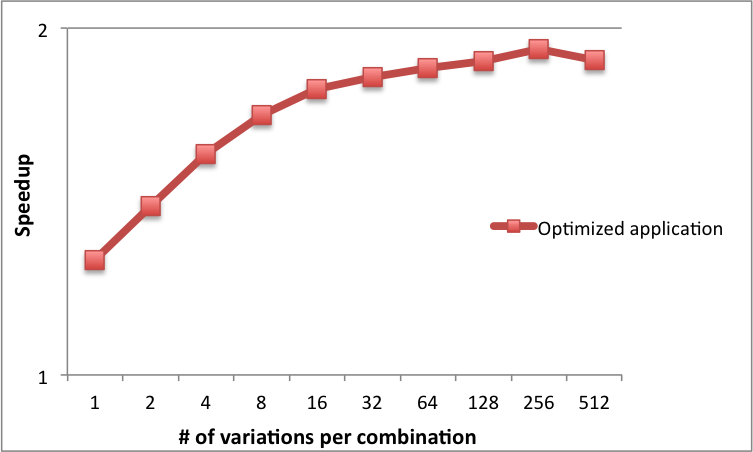 2
Speedup
Optimized application
1
1 2 4 8 16 32 64 128 256 512
# of variations per combination